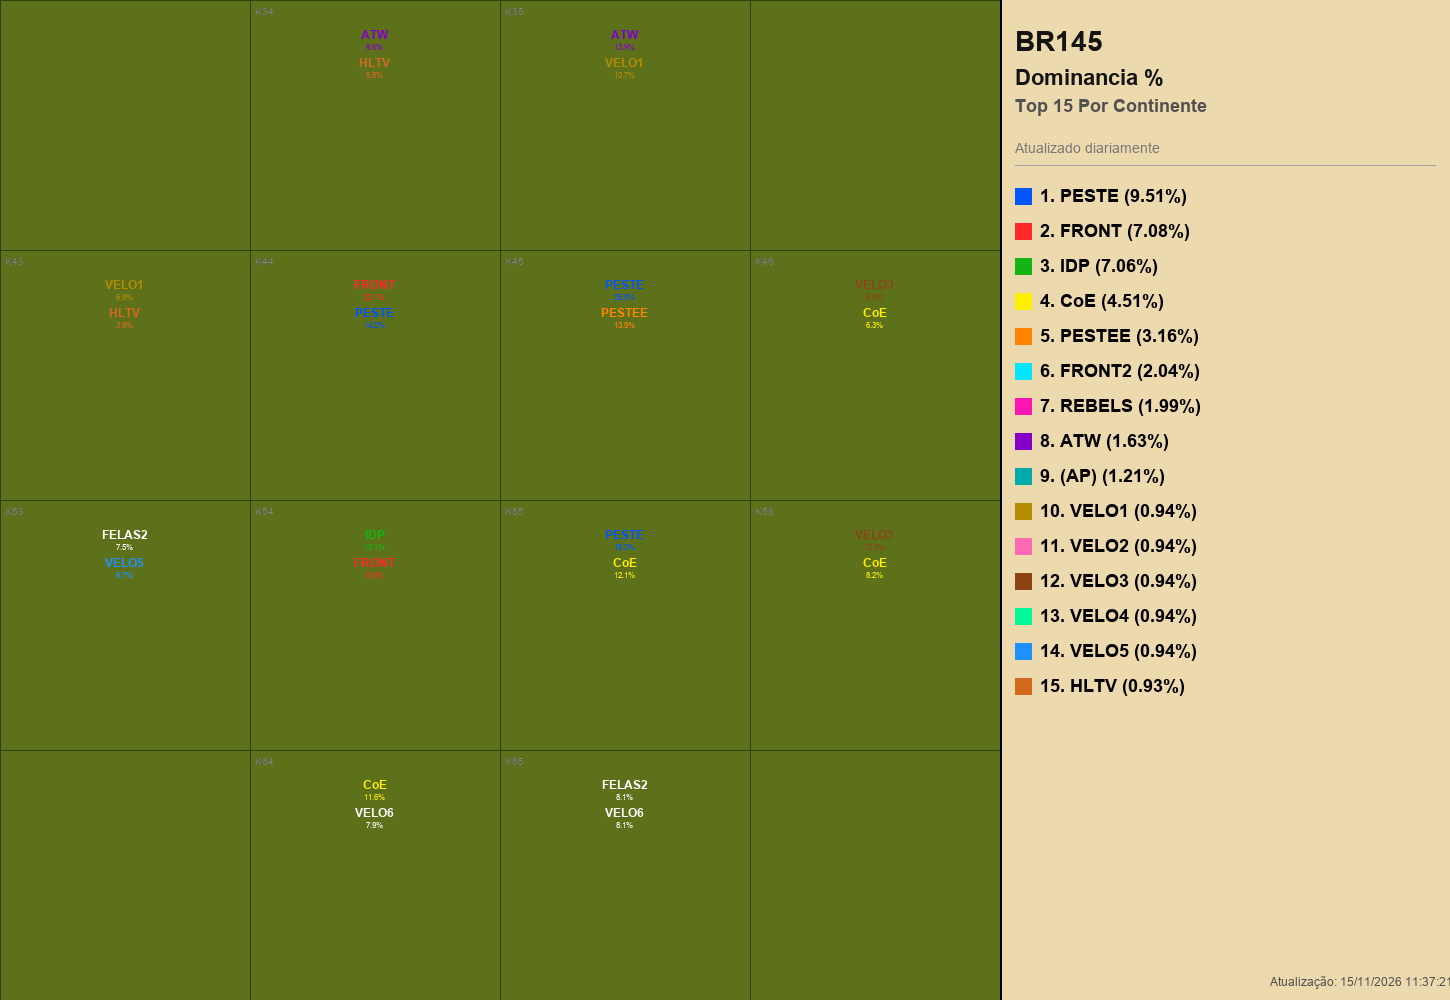 K34
ATW
9.6%
HLTV
5.8%
K35
ATW
VELO1
10.7%
K43
VELO1
6.9%
HLTV
3.9%
K44
FRONT
PESTE
K45
PESTE
PESTEE
13.9%
K46
VELO3
CoE
6.3%
K53
FELAS2
7.5%
VELO5
K54
IDP
FRONT
K55
PESTE
CoE
12.1%
K56
VELO3
CoE
8.2%
K64
CoE
11.6%
VELO6
7.9%
K65
FELAS2
8.1%
VELO6
8.1%
BR145
Dominancia %
Top 15 Por Continente
Atualizado diariamente
1. PESTE (9.51%)
2. FRONT (7.08%)
3. IDP (7.06%)
4. CoE (4.51%)
5. PESTEE (3.16%)
6. FRONT2 (2.04%)
7. REBELS (1.99%)
8. ATW (1.63%)
9. (AP) (1.21%)
10. VELO1 (0.94%)
11. VELO2 (0.94%)
12. VELO3 (0.94%)
13. VELO4 (0.94%)
14. VELO5 (0.94%)
15. HLTV (0.93%)
Atualização: 15/11/2026 11:37:21